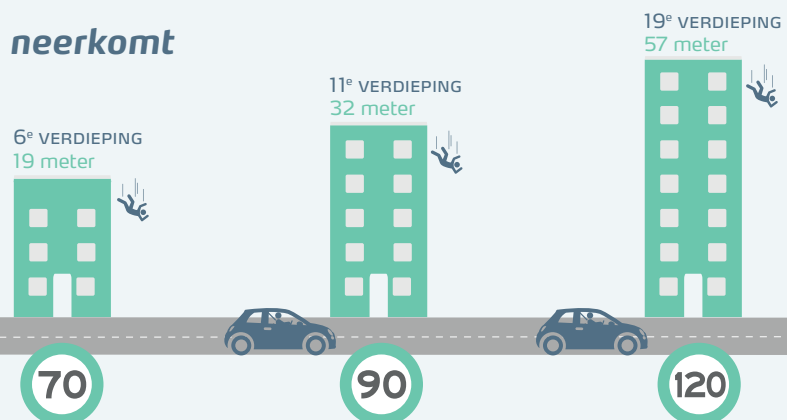 neerkomt
6e VERDIEPING
19 meter
11e VERDIEPING
32 meter
19e VERDIEPING
57 meter
70
90
120